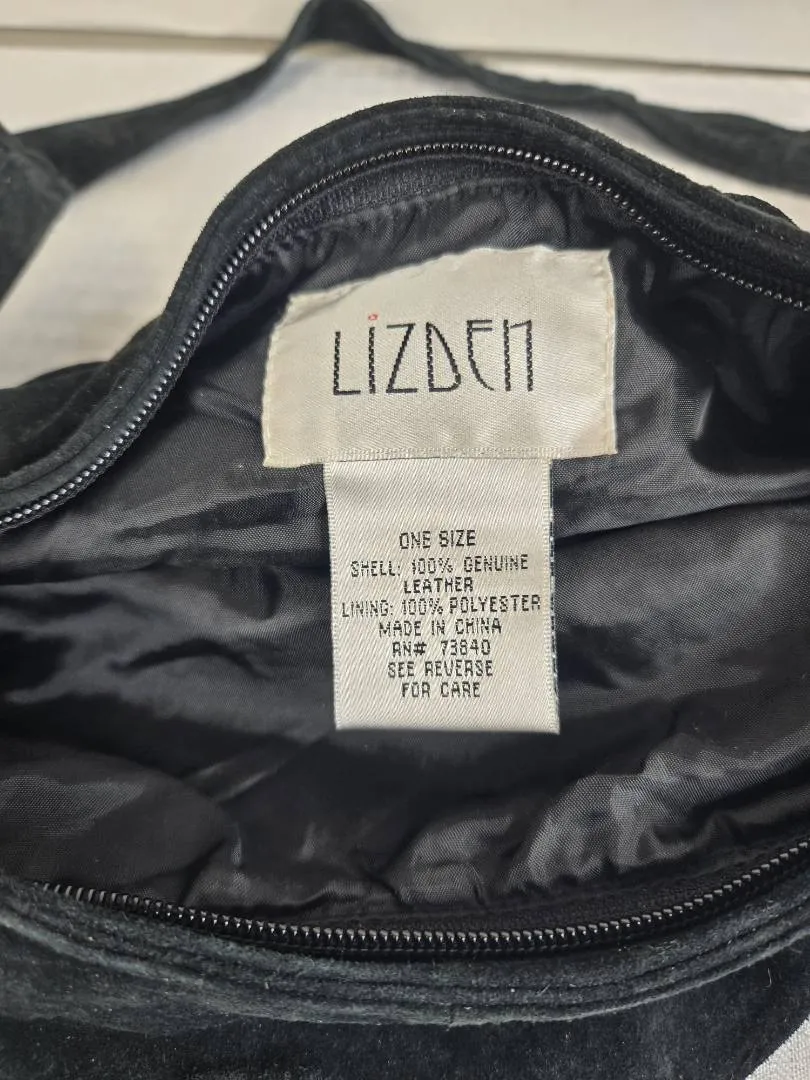 LiZDEN
ONE SIZE
SHELL: 100% GENUINE
LEATHER
LINING: 100% POLYESTER
MADE IN CHINA
RN# 73840
SEE REVERSE
FOR CARE